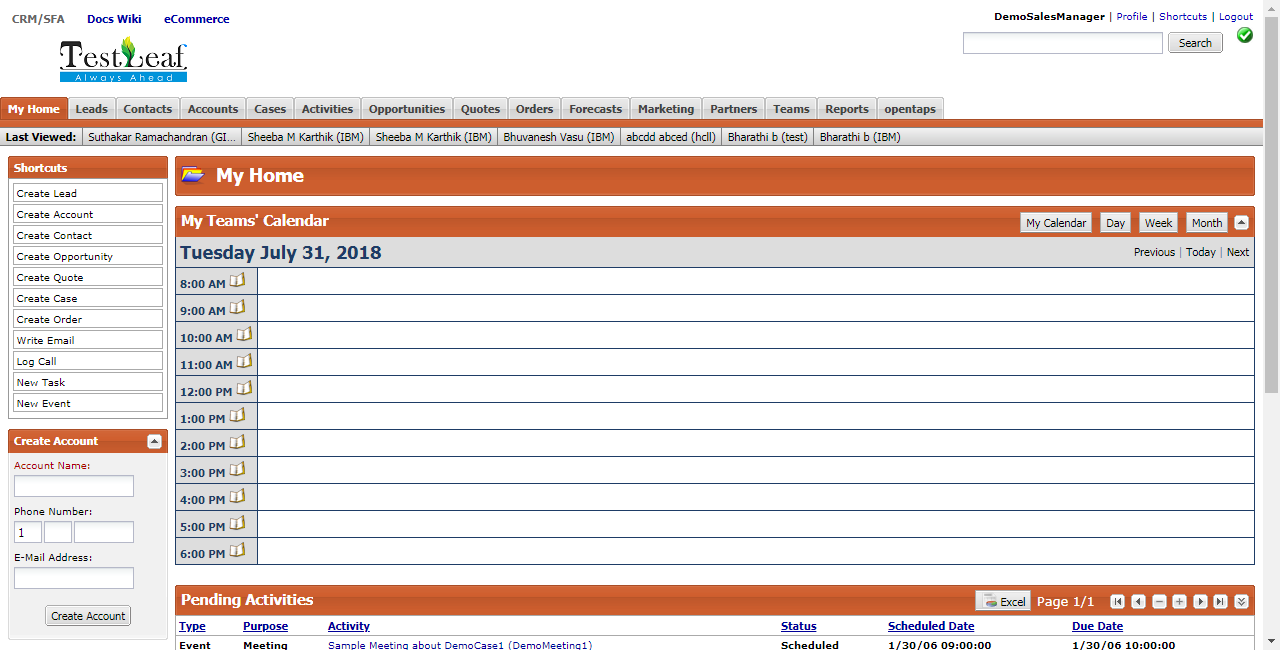 CRM/SFA Docs Wiki eCommerce
DemoSalesManager | Profile | Shortcuts | Logout
TestLeaf
Always Ahead
Search
My Home Leads Contacts Accounts Cases Activities Opportunities Quotes Orders Forecasts Marketing Partners Teams Reports opentaps
Last Viewed: Suthakar Ramachandran (GI... Sheeba M Karthik (IBM) Sheeba M Karthik (IBM) Bhuvanesh Vasu (IBM) abcdd abced (hcll) Bharathi b (test) Bharathi b (IBM)
Shortcuts
Create Lead
Create Account
Create Contact
Create Opportunity
Create Quote
Create Case
Create Order
Write Email
Log Call
New Task
New Event
Create Account
Account Name:
Phone Number:
1
E-Mail Address:
Create Account
My Home
My Teams' Calendar My Calendar Day Week Month
Tuesday July 31, 2018 Previous | Today | Next
8:00 AM
9:00 AM
10:00 AM
11:00 AM
12:00 PM
1:00 PM
2:00 PM
3:00 PM
4:00 PM
5:00 PM
6:00 PM
Pending Activities Excel Page 1/1
Type Purpose Activity Status Scheduled Date Due Date
Event Meeting Sample Meeting about DemoCase1 (DemoMeeting1) Scheduled 1/30/06 09:00:00 1/30/06 10:00:00